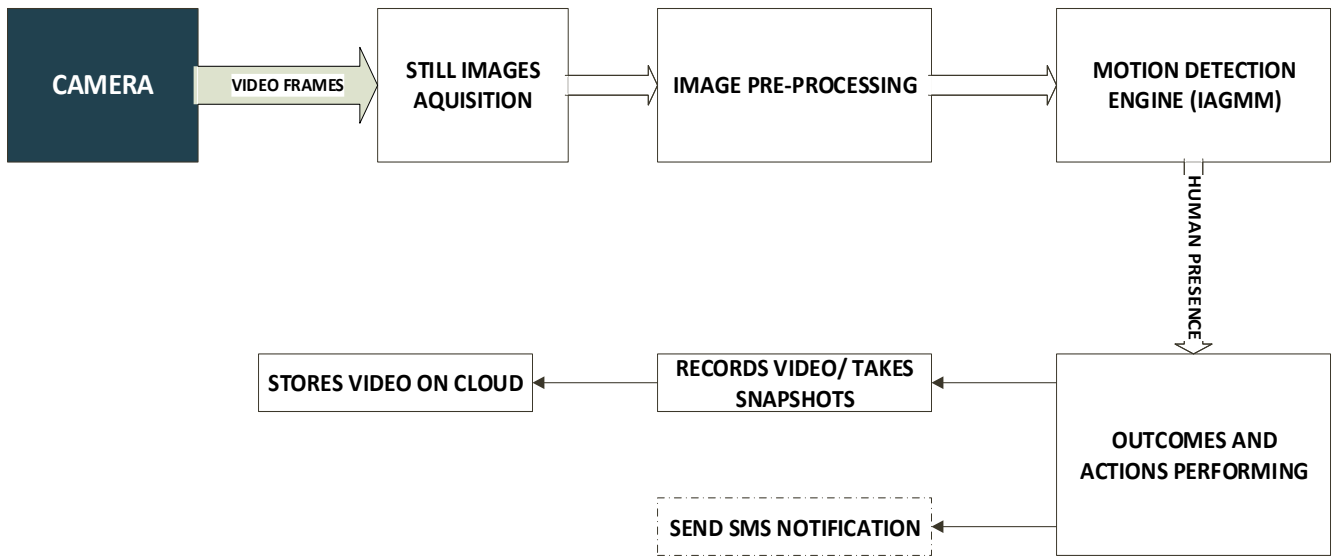 CAMERA
VIDEO FRAMES
STILL IMAGES
AQUISITION
IMAGE PRE-PROCESSING
MOTION DETECTION
ENGINE (IAGMM)
HUMAN PRESENCE
STORES VIDEO ON CLOUD
RECORDS VIDEO/ TAKES
SNAPSHOTS
OUTCOMES AND
ACTIONS PERFORMING
SEND SMS NOTIFICATION